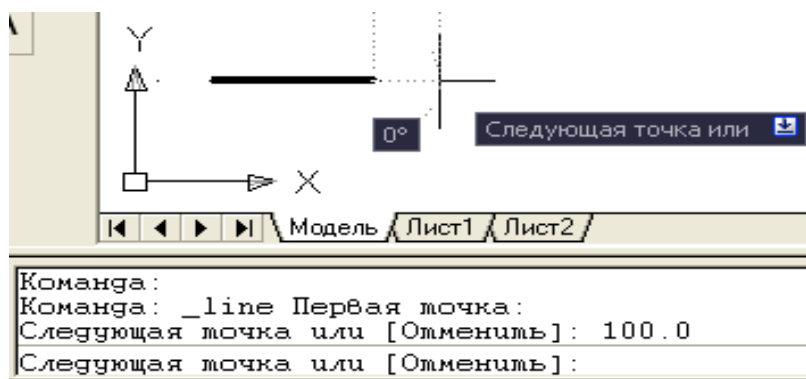 Y
0°
Следующая точка или
X
Модель Лист1 Лист2
Команда:
Команда: _line Первая точка:
Следующая точка или [Отменить]: 100.0
Следующая точка или [Отменить]: